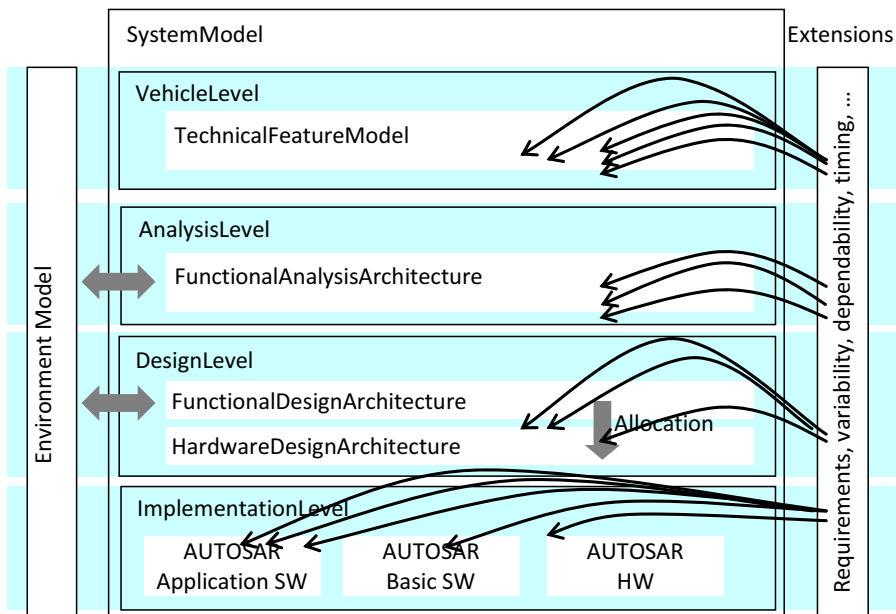 SystemModel
Extensions
VehicleLevel
TechnicalFeatureModel
AnalysisLevel
FunctionalAnalysisArchitecture
DesignLevel
FunctionalDesignArchitecture
Allocation
HardwareDesignArchitecture
ImplementationLevel
AUTOSAR
Application SW
AUTOSAR
Basic SW
AUTOSAR
HW
Environment Model
Requirements, variability, dependability, timing, ...